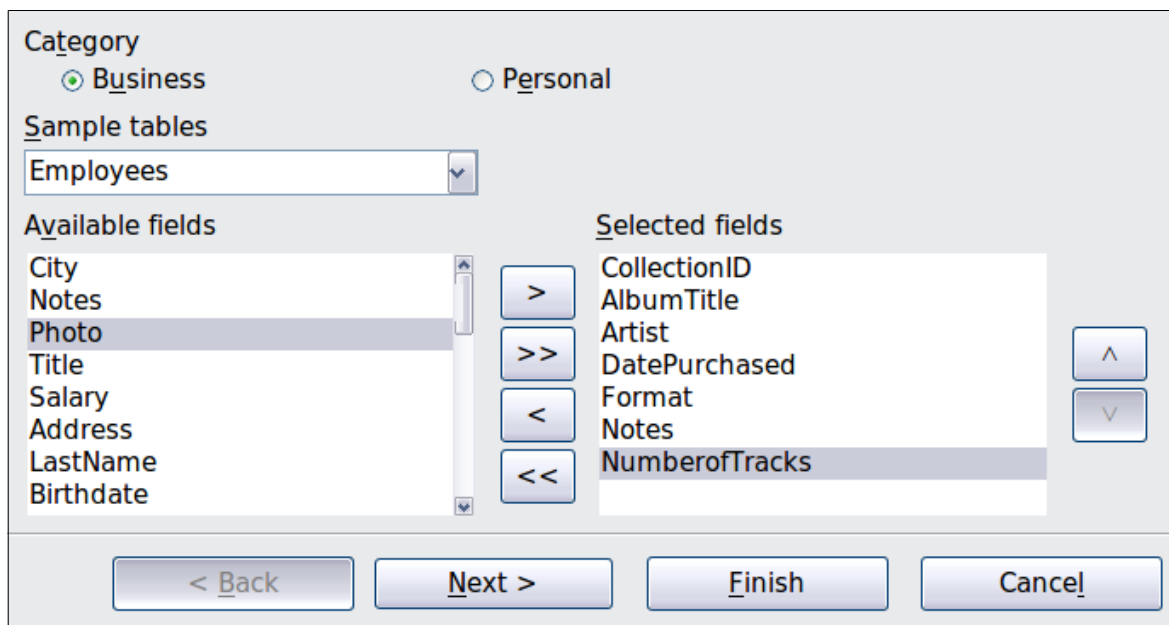 Category
Business Personal
Sample tables
Employees
Available fields
City
Notes
Photo
Title
Salary
Address
LastName
Birthdate
>
>>
<
<<
Selected fields
CollectionID
AlbumTitle
Artist
DatePurchased
Format
Notes
NumberofTracks
< Back Next > Finish Cancel